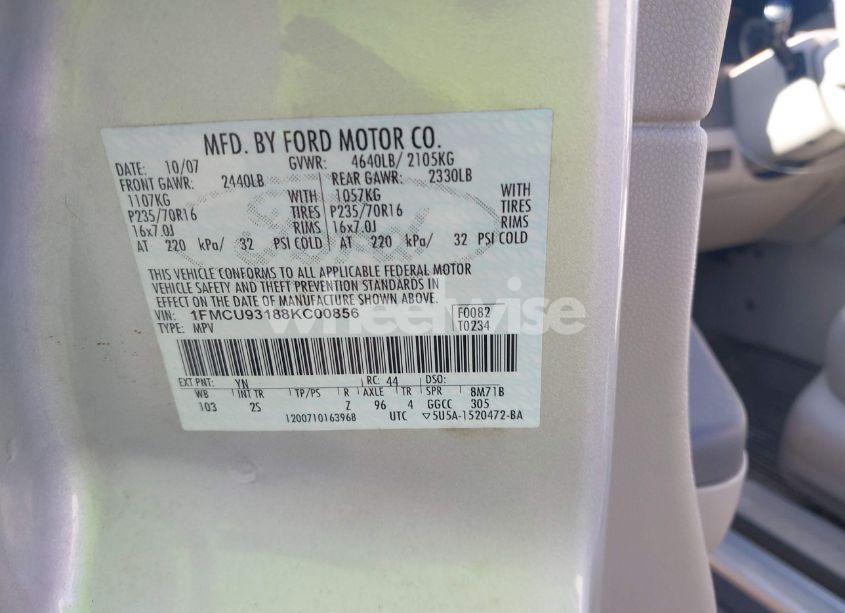 MFD. BY FORD MOTOR CO.
DATE: 10/07 GVWR: 4640LB/ 2105KG
FRONT GAWR: 2440LB REAR GAWR: 2330LB
1107KG WITH 1057KG WITH
P235/70R16 TIRES P235/70R16 TIRES
16x7.0J RIMS 16x7.0J RIMS
AT 220 kPa/ 32 PSI COLD AT 220 kPa/ 32 PSI COLD
Ford
THIS VEHICLE CONFORMS TO ALL APPLICABLE FEDERAL MOTOR
VEHICLE SAFETY AND THEFT PREVENTION STANDARDS IN
EFFECT ON THE DATE OF MANUFACTURE SHOWN ABOVE.
VIN: 1FMCU93188KC00856 F0082
TYPE: MPV T0234
wheelwise
EXT PNT: YN RC: 44 DSO:
WB INT TR TP/PS R AXLE TR SPR 8M71B
103 2S Z 96 4 GGCC 305
1200710163968 UTC ▽5U5A-1520472-BA